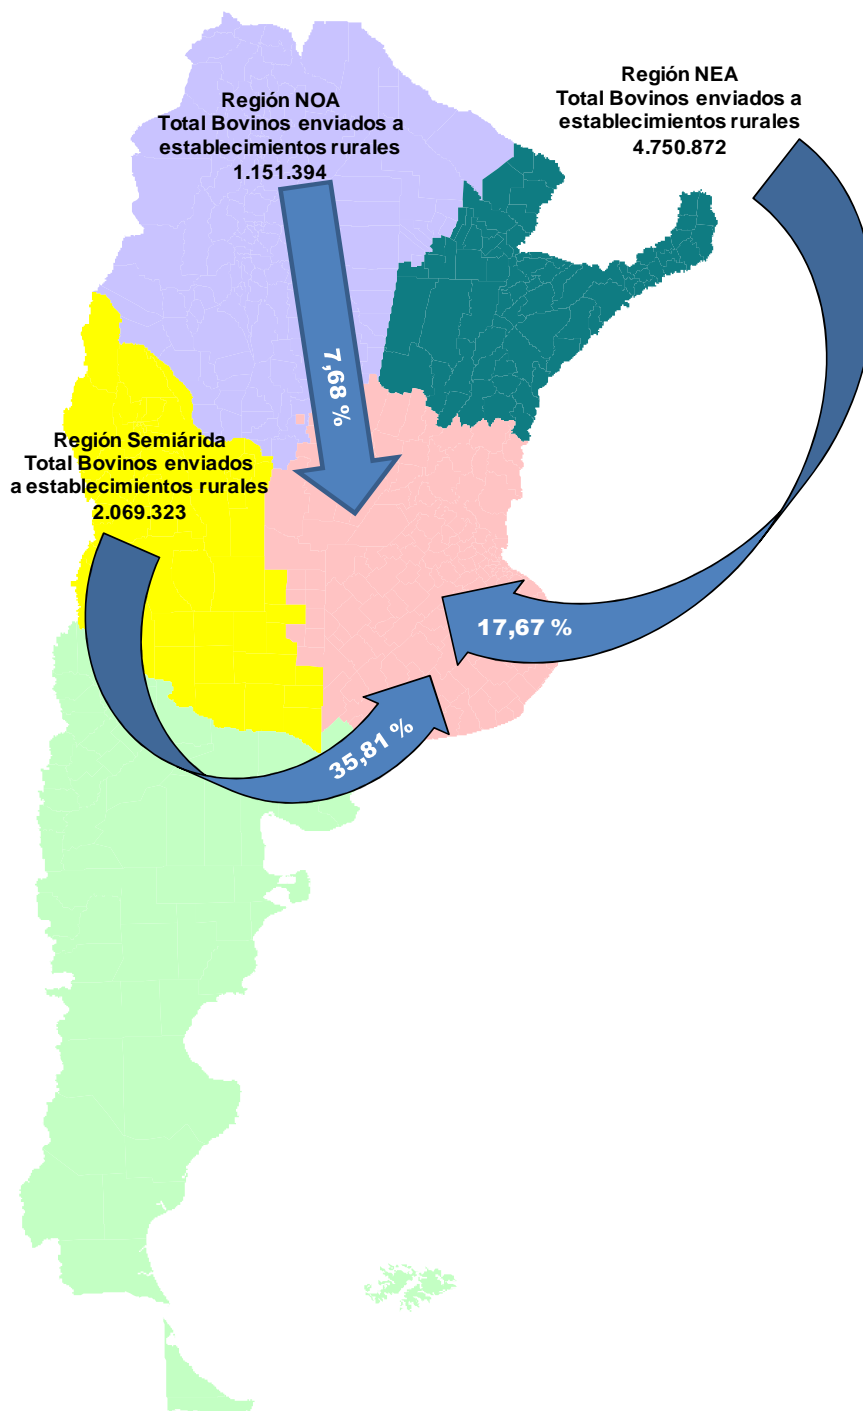 Región NOA
Total Bovinos enviados a
establecimientos rurales
1.151.394
Región NEA
Total Bovinos enviados a
establecimientos rurales
4.750.872
7,68 %
Región Semiárida
Total Bovinos enviados
a establecimientos rurales
2.069.323
17,67 %
35,81 %